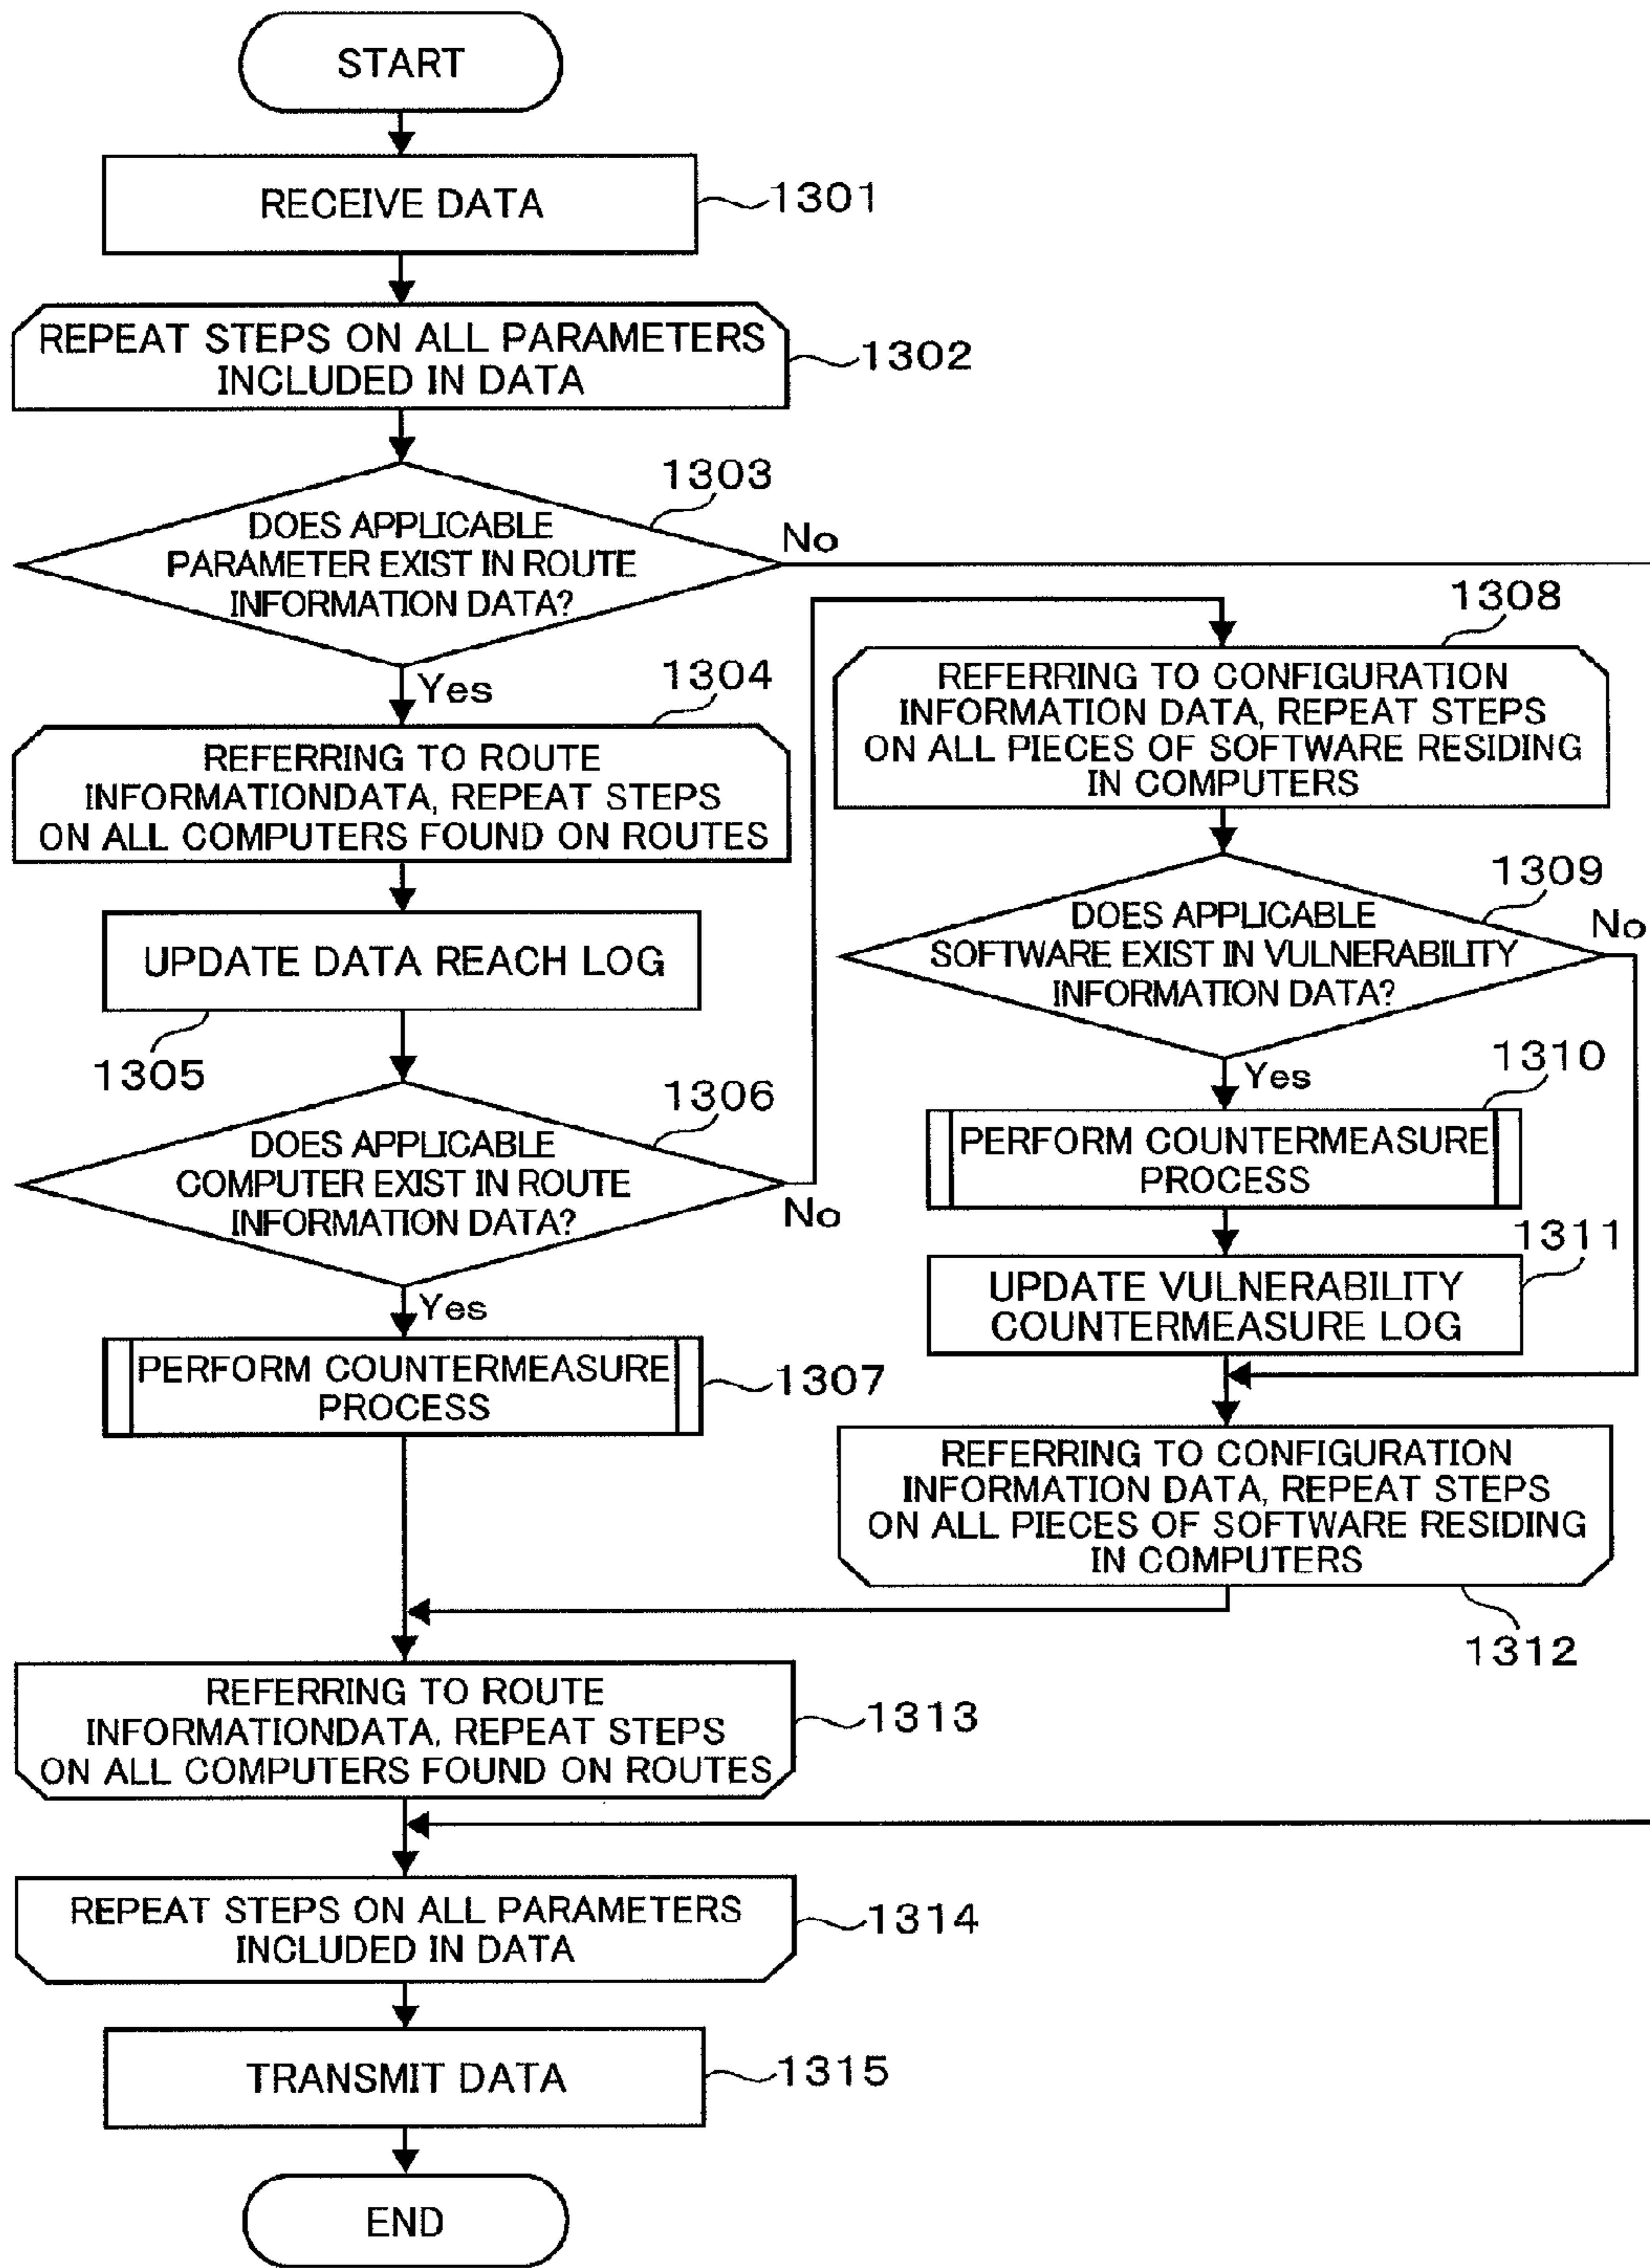 START
RECEIVE DATA
1301
REPEAT STEPS ON ALL PARAMETERS
INCLUDED IN DATA
1302
1303
DOES APPLICABLE
PARAMETER EXIST IN ROUTE
INFORMATION DATA?
No
Yes
1304
REFERRING TO ROUTE
INFORMATIONDATA, REPEAT STEPS
ON ALL COMPUTERS FOUND ON ROUTES
UPDATE DATA REACH LOG
1305
1306
DOES APPLICABLE
COMPUTER EXIST IN ROUTE
INFORMATION DATA?
No
Yes
PERFORM COUNTERMEASURE
PROCESS
1307
1308
REFERRING TO CONFIGURATION
INFORMATION DATA, REPEAT STEPS
ON ALL PIECES OF SOFTWARE RESIDING
IN COMPUTERS
1309
DOES APPLICABLE
SOFTWARE EXIST IN VULNERABILITY
INFORMATION DATA?
No
Yes
1310
PERFORM COUNTERMEASURE
PROCESS
1311
UPDATE VULNERABILITY
COUNTERMEASURE LOG
REFERRING TO CONFIGURATION
INFORMATION DATA, REPEAT STEPS
ON ALL PIECES OF SOFTWARE RESIDING
IN COMPUTERS
1312
REFERRING TO ROUTE
INFORMATIONDATA, REPEAT STEPS
ON ALL COMPUTERS FOUND ON ROUTES
1313
REPEAT STEPS ON ALL PARAMETERS
INCLUDED IN DATA
1314
TRANSMIT DATA
1315
END